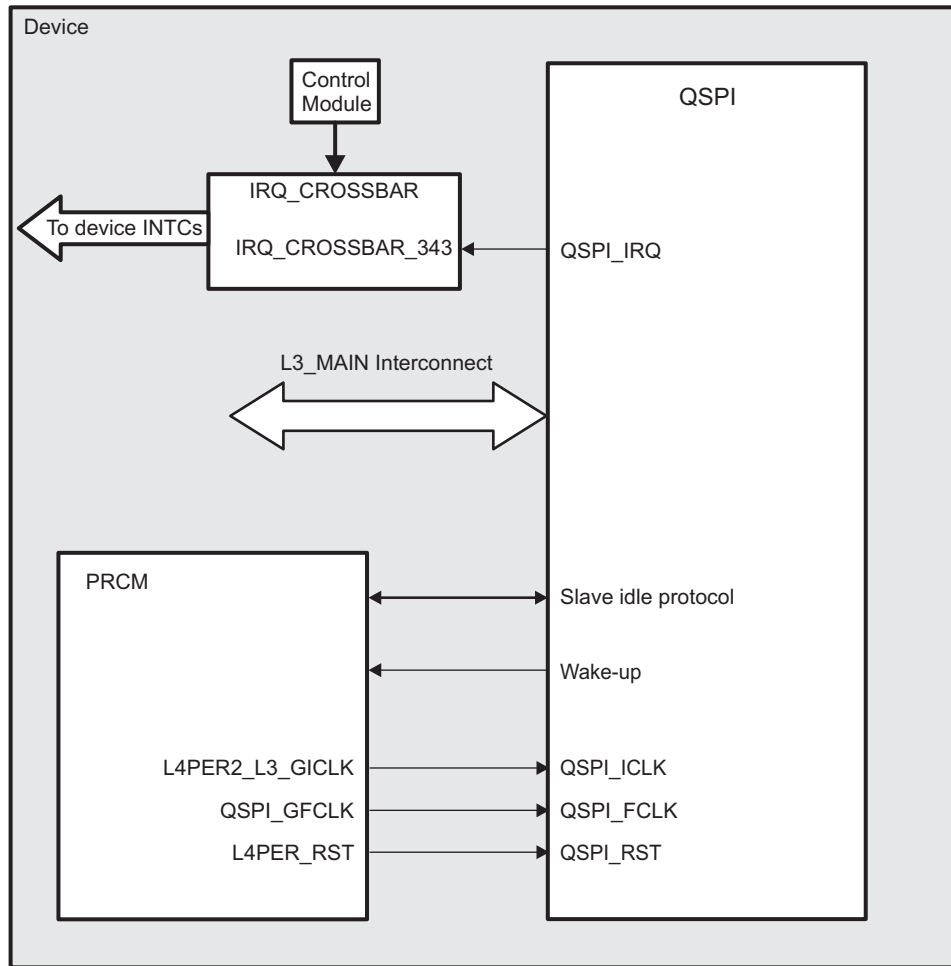 Device
Control
Module
QSPI
IRQ_CROSSBAR
To device INTCs
IRQ_CROSSBAR_343
QSPI_IRQ
L3_MAIN Interconnect
PRCM
Slave idle protocol
Wake-up
L4PER2_L3_GICLK
QSPI_ICLK
QSPI_GFCLK
QSPI_FCLK
L4PER_RST
QSPI_RST